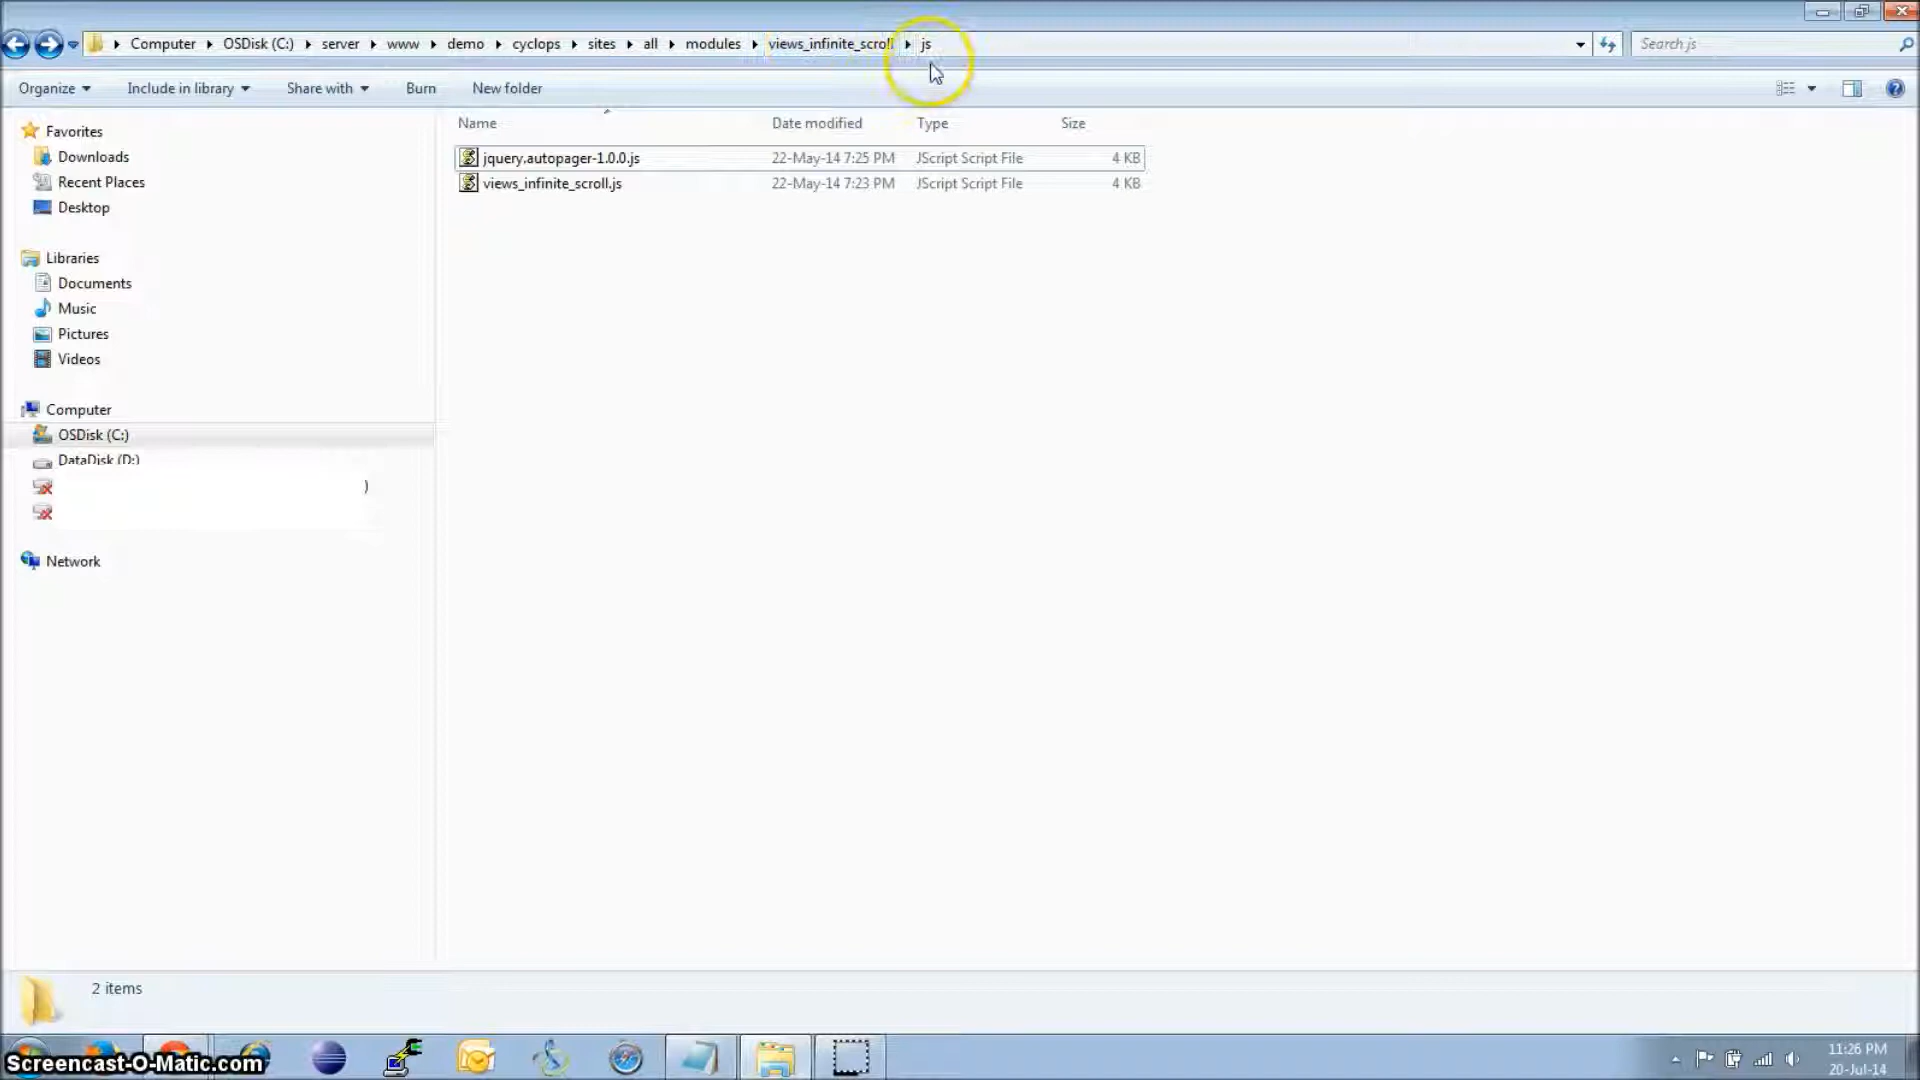 Computer OSDisk (C:) server www demo cyclops sites all modules views_infinite_scroll js Search js
Organize Include in library Share with Burn New folder
Name Date modified Type Size
jquery.autopager-1.0.0.js 22-May-14 7:25 PM JScript Script File 4 KB
views_infinite_scroll.js 22-May-14 7:23 PM JScript Script File 4 KB
Favorites
Downloads
Recent Places
Desktop
Libraries
Documents
Music
Pictures
Videos
Computer
OSDisk (C:)
DataDisk (D:)
)
Network
2 items
Screencast-O-Matic.com
11:26 PM
20-Jul-14